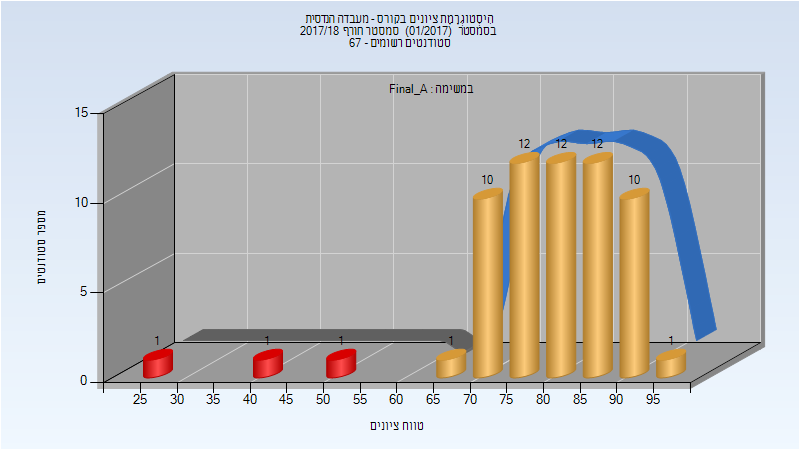 היסטוגרמת ציונים בקורס - מעבדה הנדסית
בסמסטר (01/2017) סמסטר חורף 2017/18
סטודנטים רשומים - 67
במשימה : Final_A
15
10
5
0
מספר סטודנטים
1
1
1
1
10
12
12
12
10
1
25 30 35 40 45 50 55 60 65 70 75 80 85 90 95
טווח ציונים